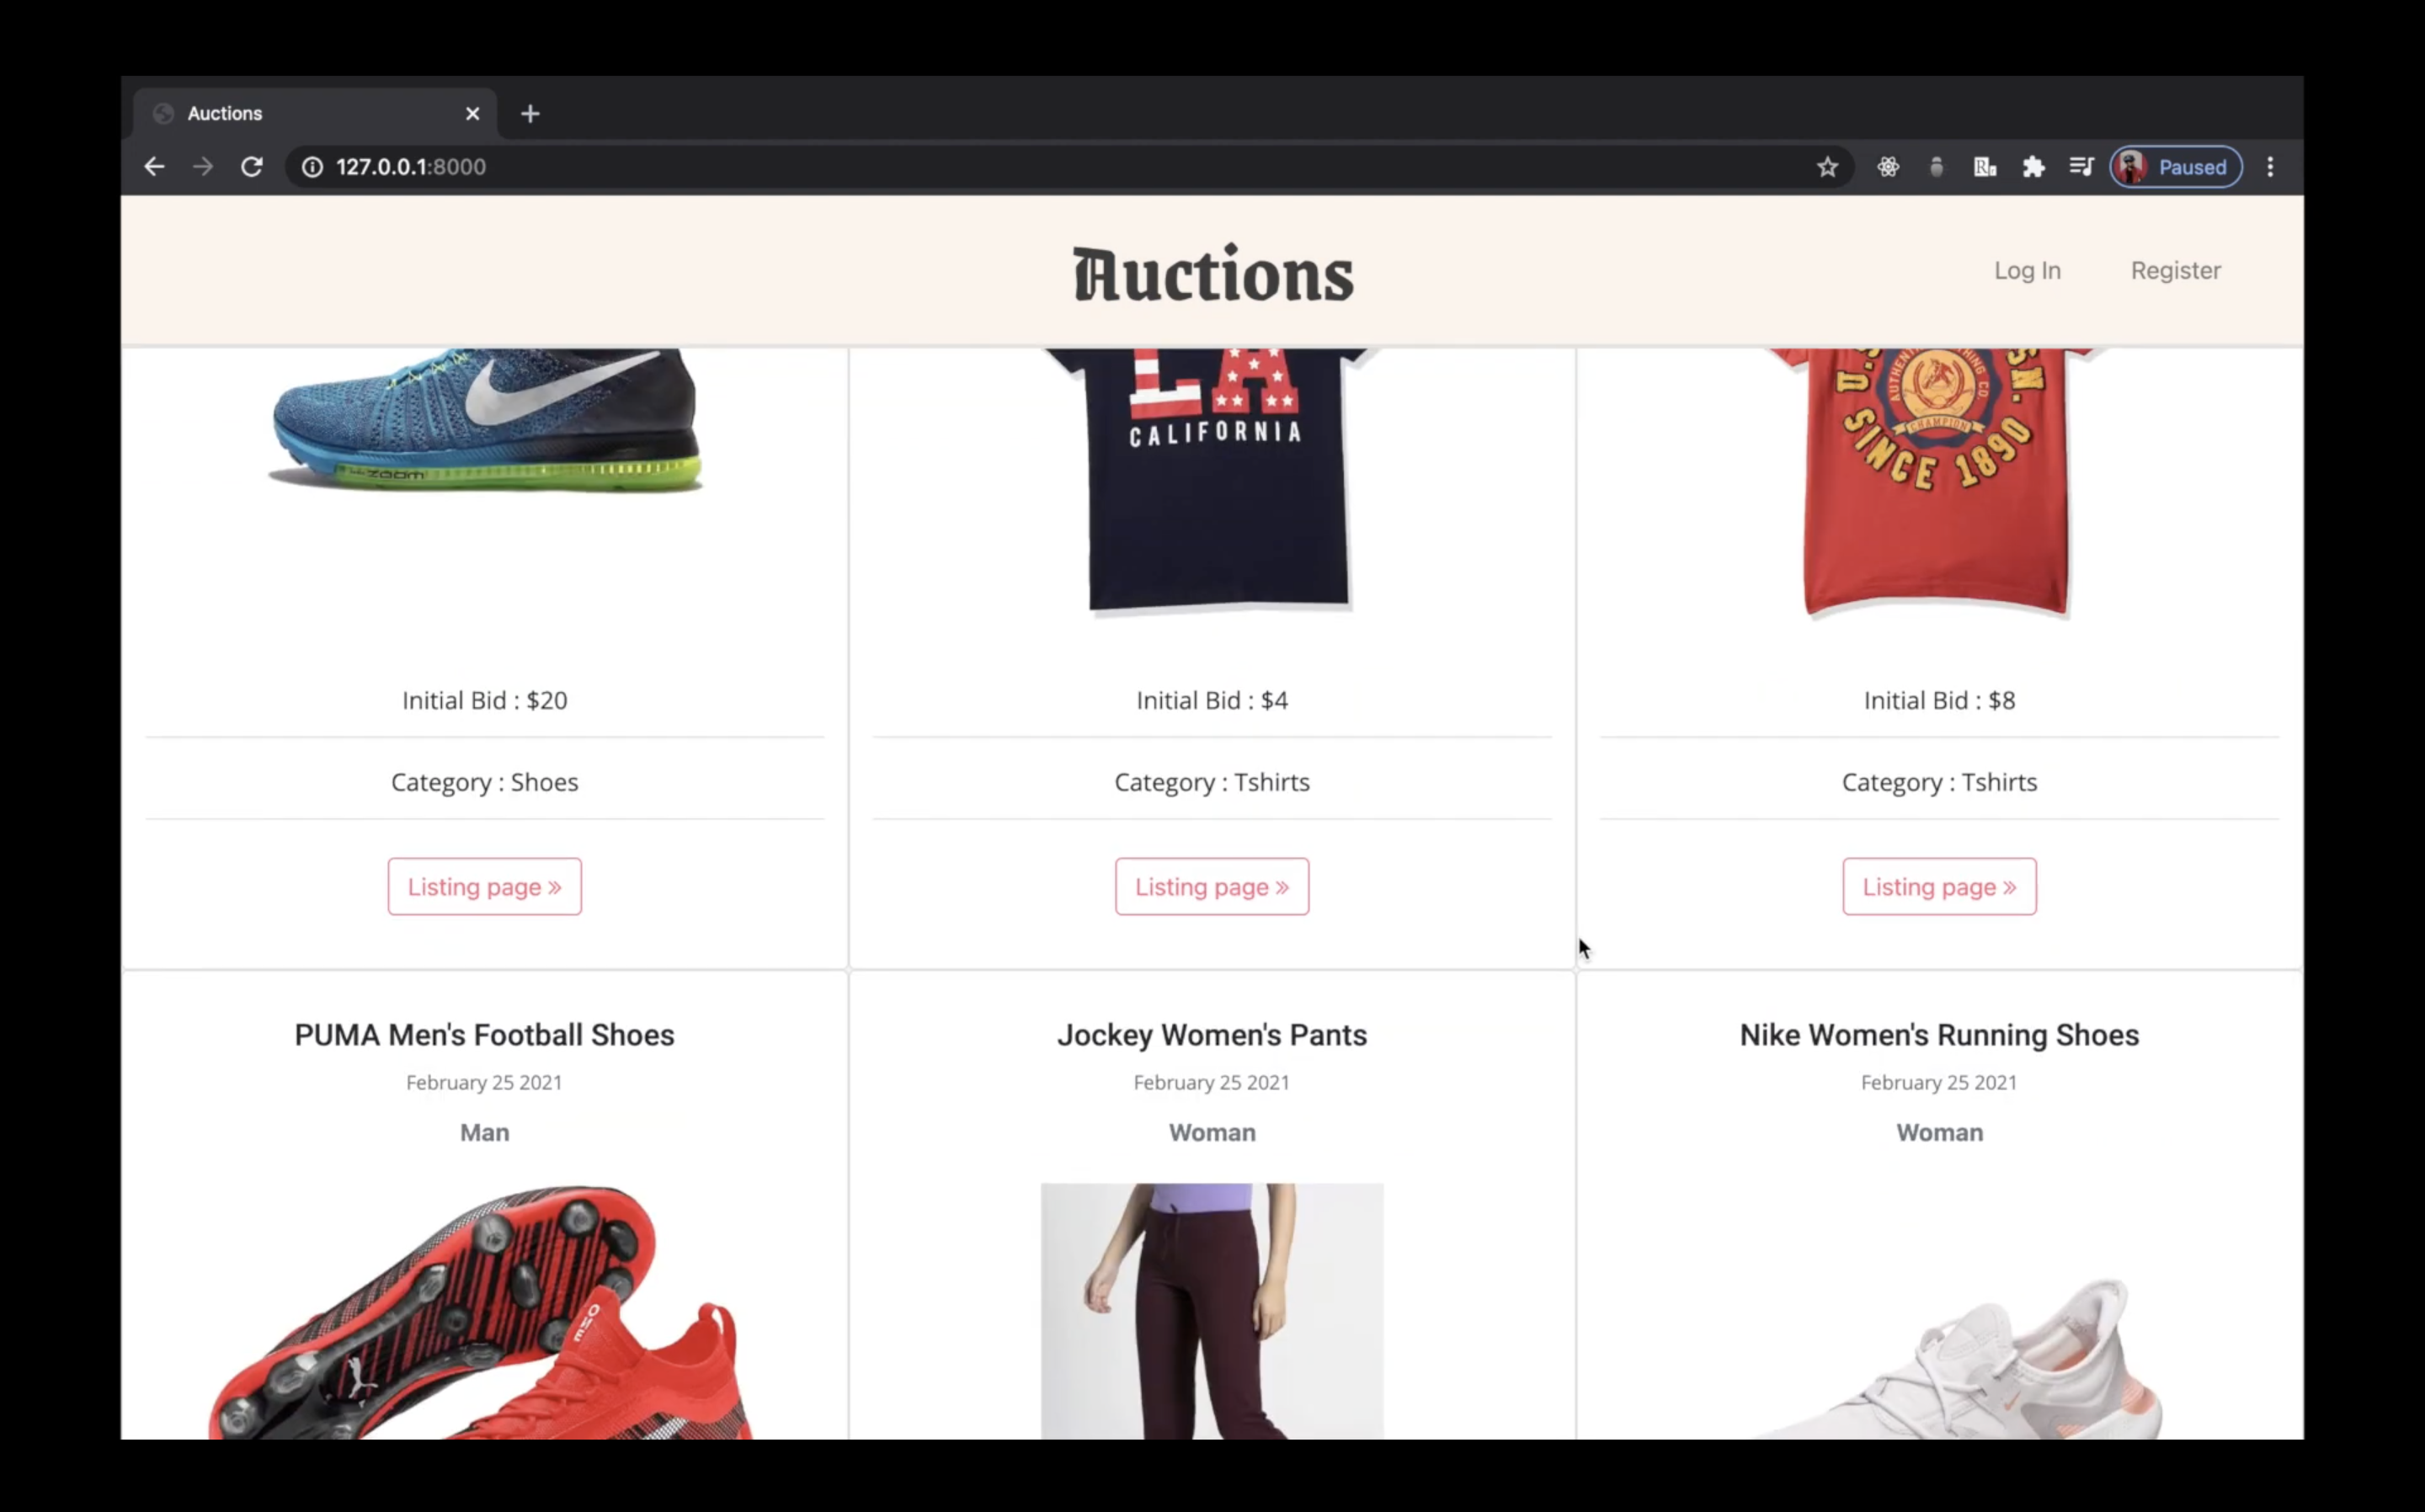 Auctions
127.0.0.1:8000
Paused
Auctions
Log In Register
zoom
LA
CALIFORNIA
AUTHENTI
CO.
CHAMPION
SINCE 1890
Initial Bid : $20
Initial Bid : $4
Initial Bid : $8
Category : Shoes
Category : Tshirts
Category : Tshirts
Listing page »
Listing page »
Listing page »
PUMA Men's Football Shoes
Jockey Women's Pants
Nike Women's Running Shoes
February 25 2021
February 25 2021
February 25 2021
Man
Woman
Woman
ONE